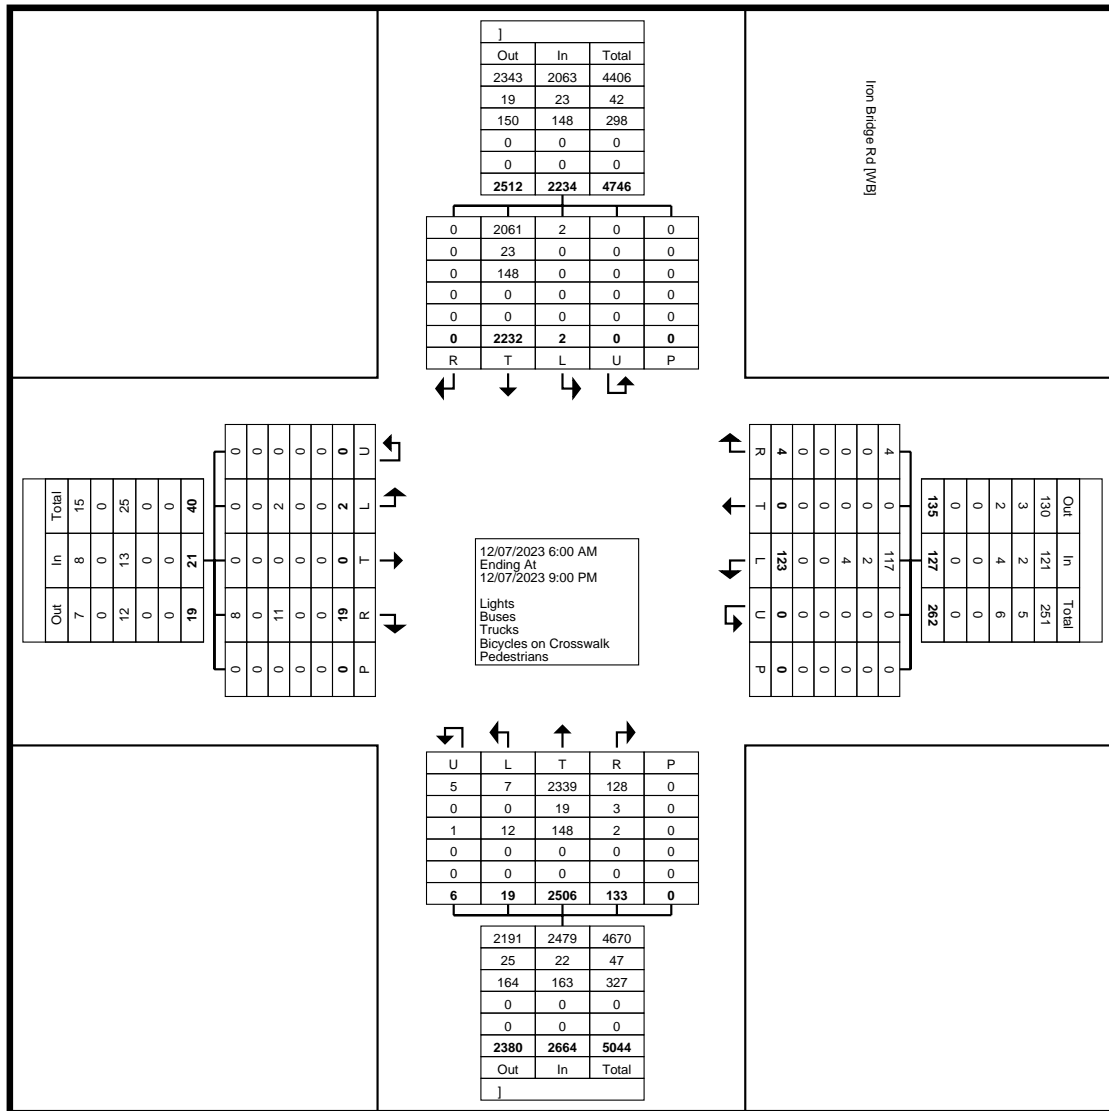 ]
Out In Total
2343 2063 4406
19 23 42
150 148 298
0 0 0
0 0 0
2512 2234 4746
0 2061 2 0 0
0 23 0 0 0
0 148 0 0 0
0 0 0 0 0
0 0 0 0 0
0 2232 2 0 0
R T L U P
Iron Bridge Rd [WB]
Total 15 0 25 0 0 40
In 8 0 13 0 0 21
Out 7 0 12 0 0 19
0 0 0 0 0 0 U
0 0 2 0 0 2 L
0 0 0 0 0 0 T
8 0 11 0 0 19 R
0 0 0 0 0 0 P
12/07/2023 6:00 AM
Ending At
12/07/2023 9:00 PM
Lights
Buses
Trucks
Bicycles on Crosswalk
Pedestrians
R 4 0 0 0 0 4
T 0 0 0 0 0 0
L 123 0 0 4 2 117
U 0 0 0 0 0 0
P 0 0 0 0 0 0
135 0 0 2 3 130 Out
127 0 0 4 2 121 In
262 0 0 6 5 251 Total
U L T R P
5 7 2339 128 0
0 0 19 3 0
1 12 148 2 0
0 0 0 0 0
0 0 0 0 0
6 19 2506 133 0
2191 2479 4670
25 22 47
164 163 327
0 0 0
0 0 0
2380 2664 5044
Out In Total
]